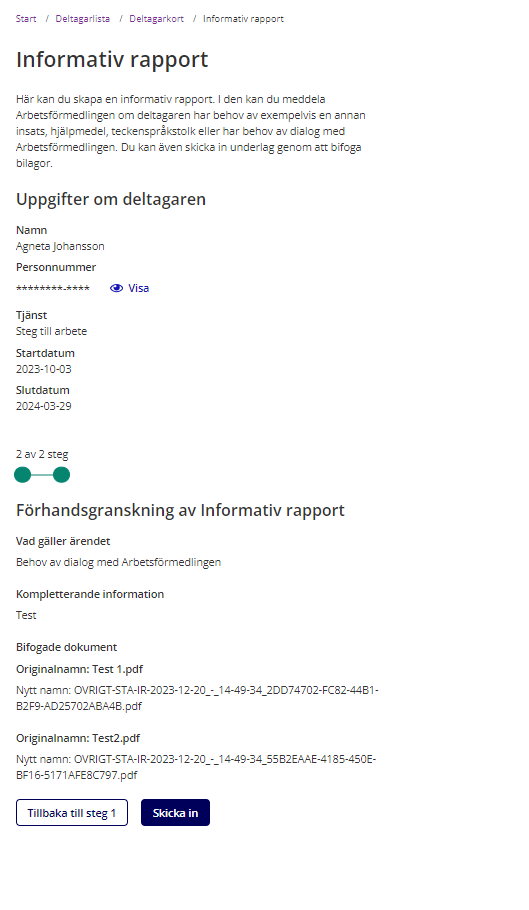 Start / Deltagarlista / Deltagarkort / Informativ rapport
Informativ rapport
Här kan du skapa en informativ rapport. I den kan du meddela
Arbetsförmedlingen om deltagaren har behov av exempelvis en annan
insats, hjälpmedel, teckenspråkstolk eller har behov av dialog med
Arbetsförmedlingen. Du kan även skicka in underlag genom att bifoga
bilagor.
Uppgifter om deltagaren
Namn
Agneta Johansson
Personnummer
********-**** Visa
Tjänst
Steg till arbete
Startdatum
2023-10-03
Slutdatum
2024-03-29
2 av 2 steg
Förhandsgranskning av Informativ rapport
Vad gäller ärendet
Behov av dialog med Arbetsförmedlingen
Kompletterande information
Test
Bifogade dokument
Originalnamn: Test 1.pdf
Nytt namn: OVRIGT-STA-IR-2023-12-20_-_14-49-34_2DD74702-FC82-44B1-
B2F9-AD25702ABA4B.pdf
Originalnamn: Test2.pdf
Nytt namn: OVRIGT-STA-IR-2023-12-20_-_14-49-34_55B2EAAE-4185-450E-
BF16-5171AFE8C797.pdf
Tillbaka till steg 1 Skicka in